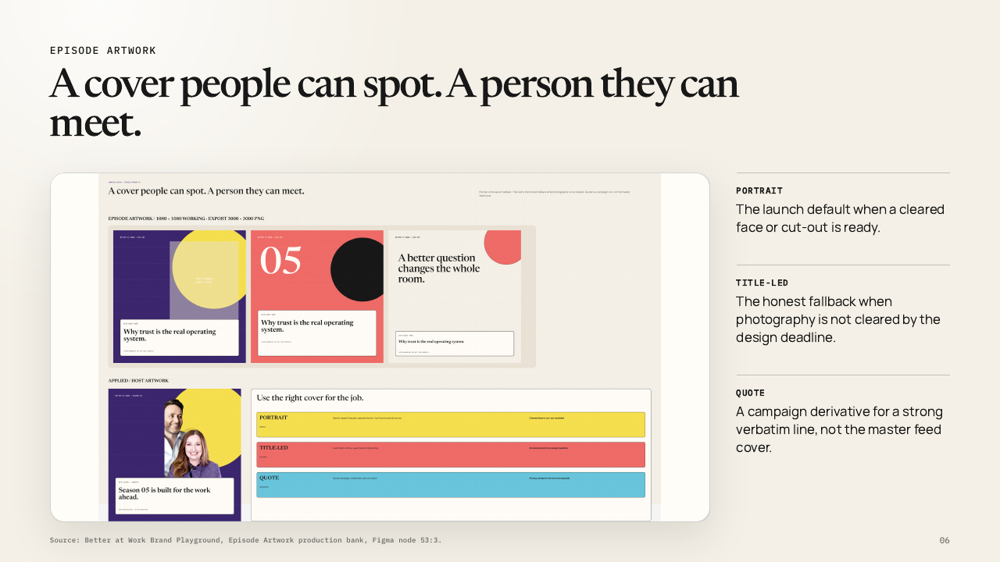 EPISODE ARTWORK
A cover people can spot. A person they can
meet.
A cover people can spot. A person they can meet.
EPISODE ARTWORK / 1080 × 1080 WORKING · EXPORT 3000 × 3000 PNG
05
A better question
changes the whole
room.
Why trust is the real operating
system.
Why trust is the real operating
system.
Why trust is the real operating system.
APPLIED / HOST ARTWORK
Season 05 is built for the work
ahead.
Use the right cover for the job.
PORTRAIT
TITLE-LED
QUOTE
PORTRAIT
The launch default when a cleared
face or cut-out is ready.
TITLE-LED
The honest fallback when
photography is not cleared by the
design deadline.
QUOTE
A campaign derivative for a strong
verbatim line, not the master feed
cover.
Source: Better at Work Brand Playground, Episode Artwork production bank, Figma node 53:3.
06